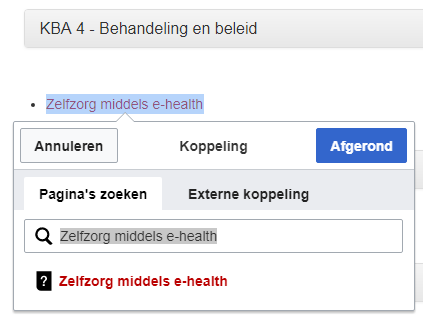 KBA 4 - Behandeling en beleid
Zelfzorg middels e-health
Annuleren Koppeling Afgerond
Pagina's zoeken Externe koppeling
Zelfzorg middels e-health
? Zelfzorg middels e-health